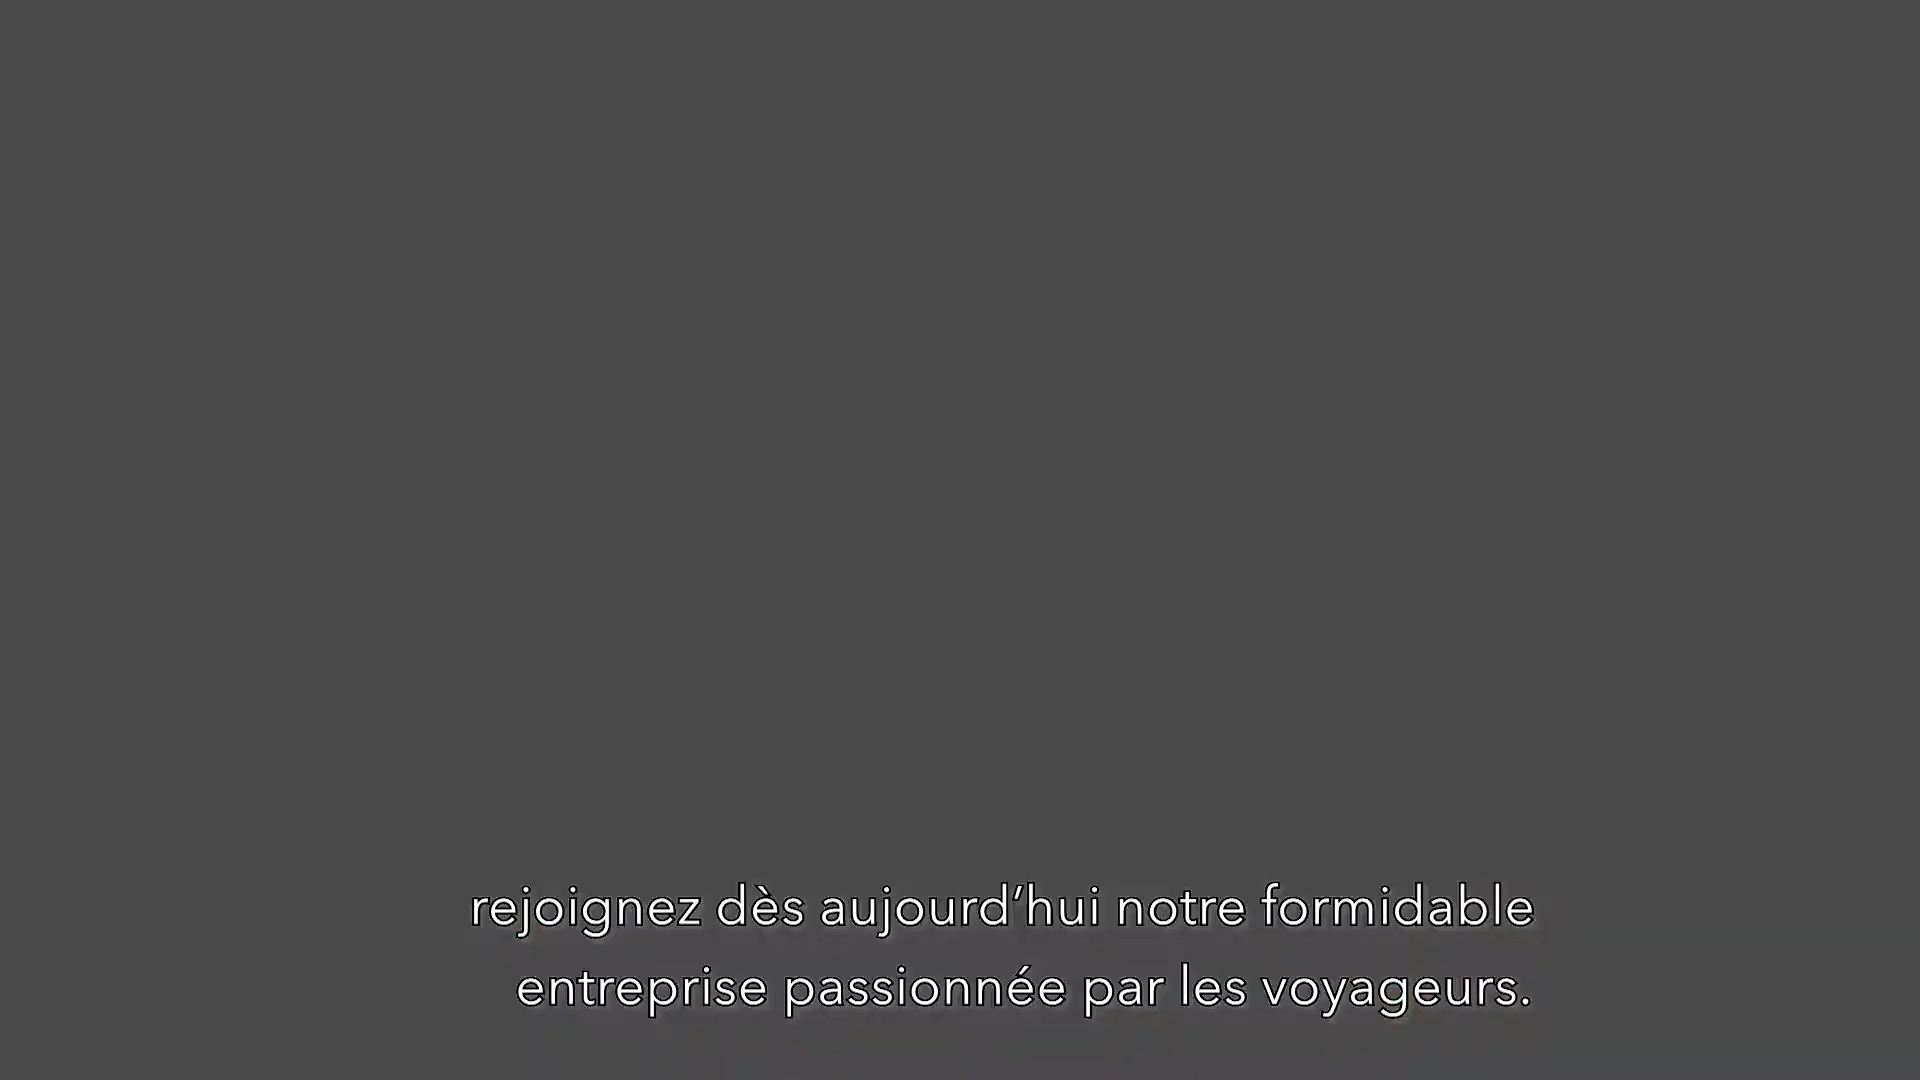 rejoignez dès aujourd’hui notre formidable
entreprise passionnée par les voyageurs.